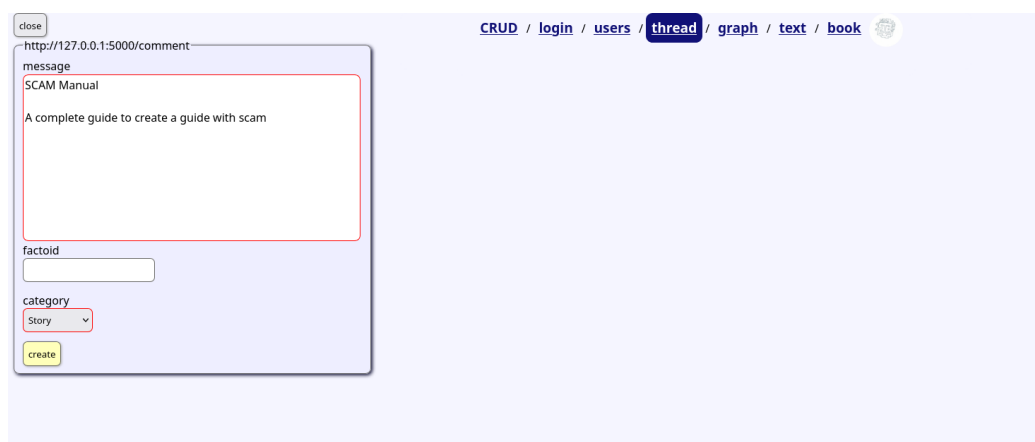 close
CRUD / login / users / thread / graph / text / book
http://127.0.0.1:5000/comment
message
SCAM Manual
A complete guide to create a guide with scam
factoid
category
Story
create